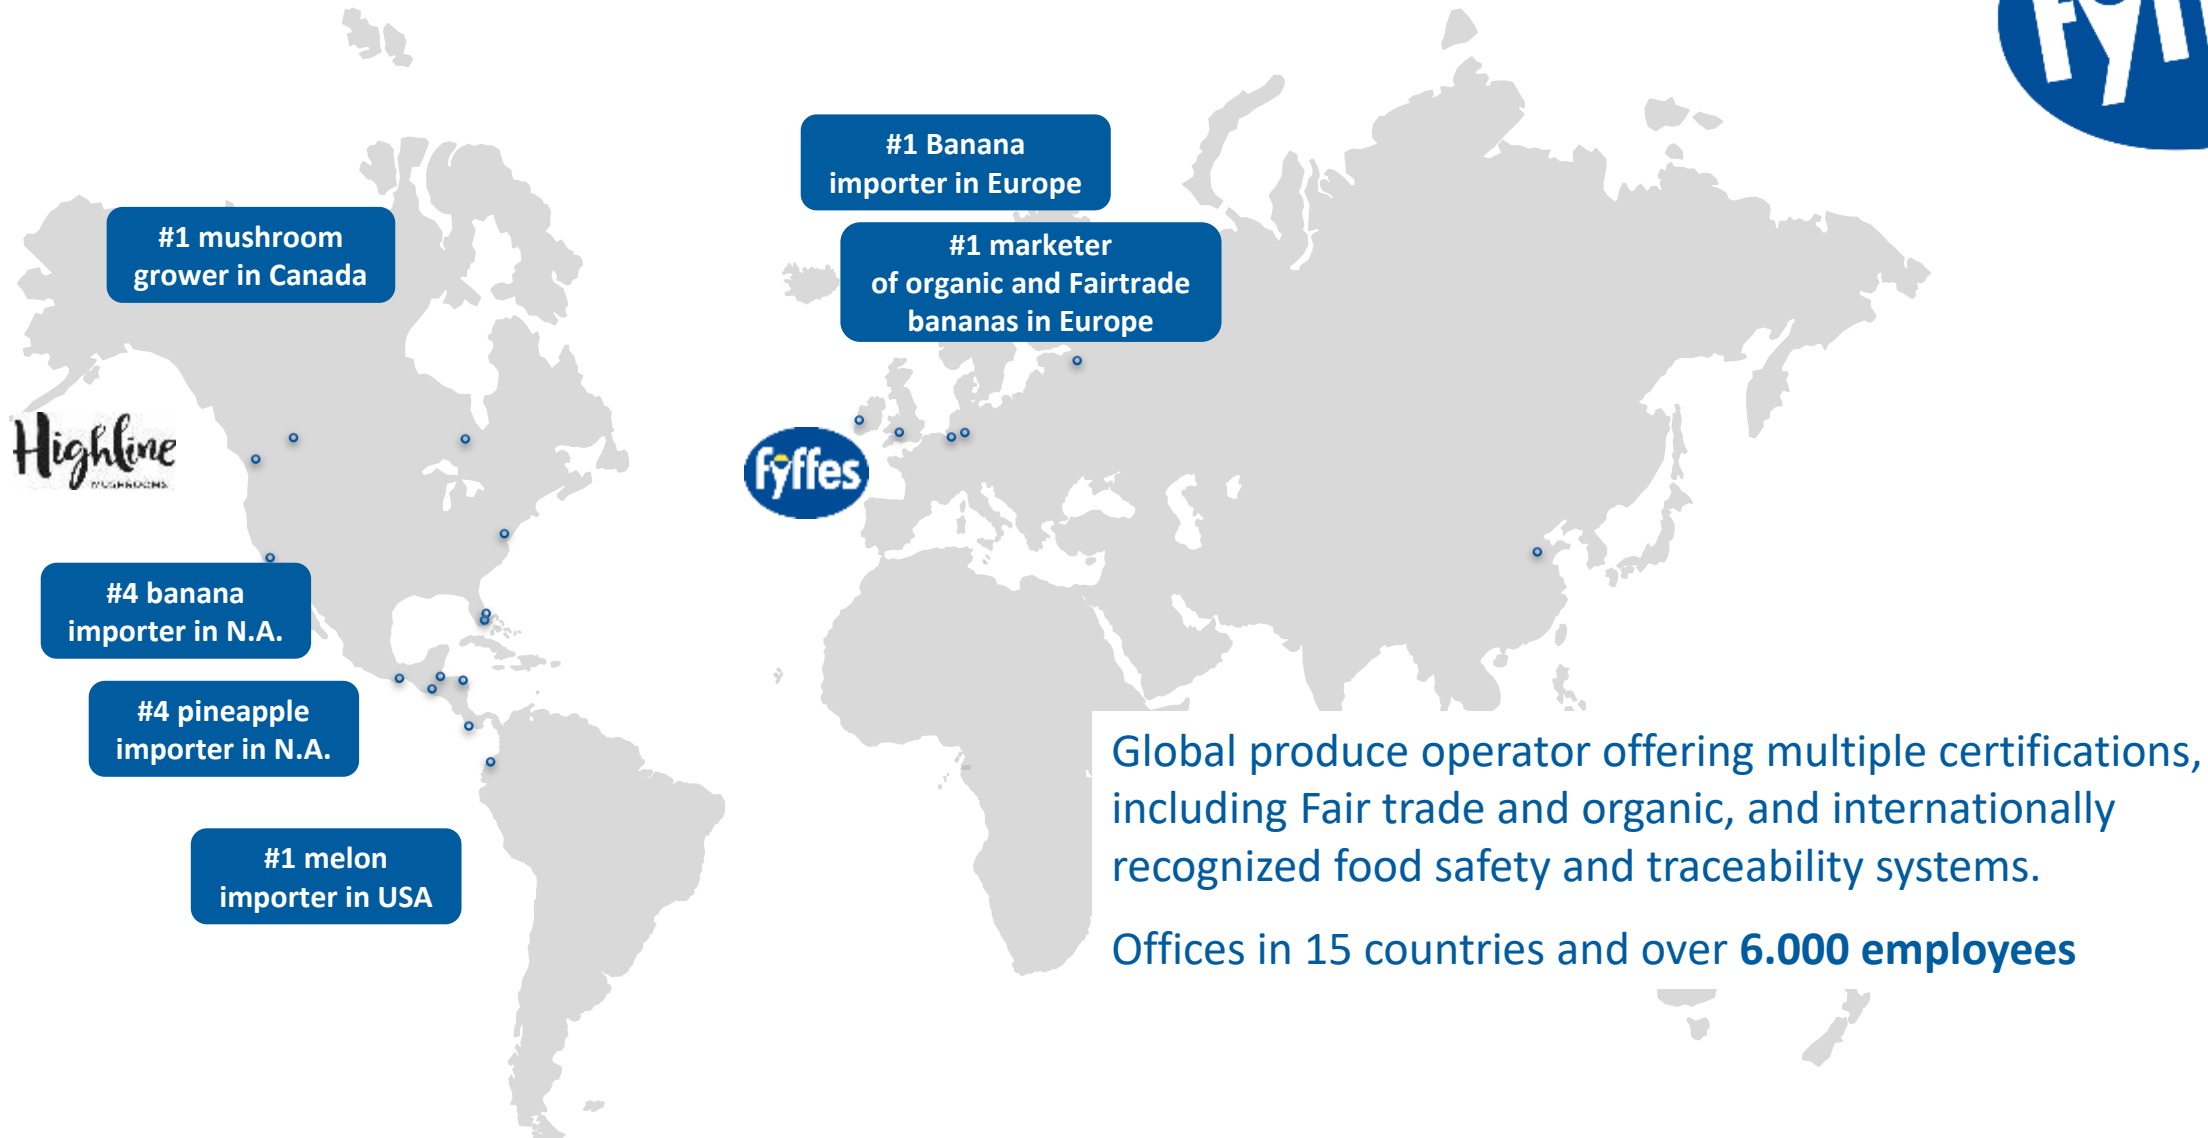 fyff
#1 Banana
importer in Europe
#1 mushroom
grower in Canada
#1 marketer
of organic and Fairtrade
bananas in Europe
Highline
MUSHROOMS
fyffes
#4 banana
importer in N.A.
#4 pineapple
importer in N.A.
#1 melon
importer in USA
Global produce operator offering multiple certifications,
including Fair trade and organic, and internationally
recognized food safety and traceability systems.
Offices in 15 countries and over 6.000 employees